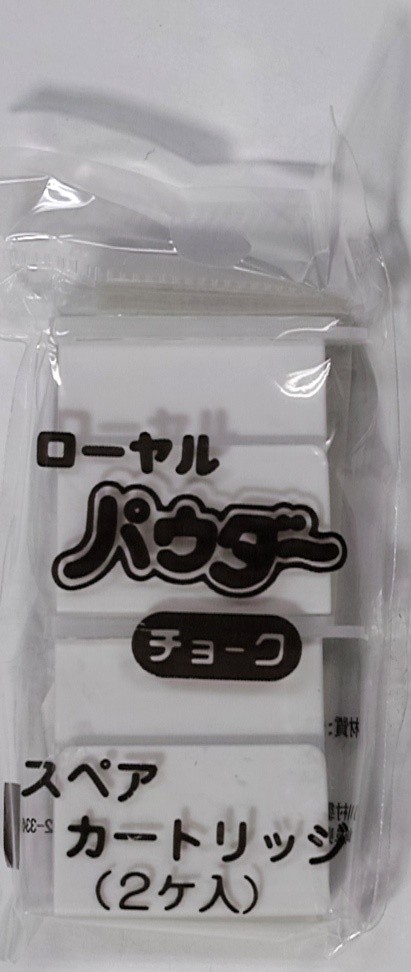 ローヤル
パウダー
チョーク
スペア
カートリッジ
(2ケ入)